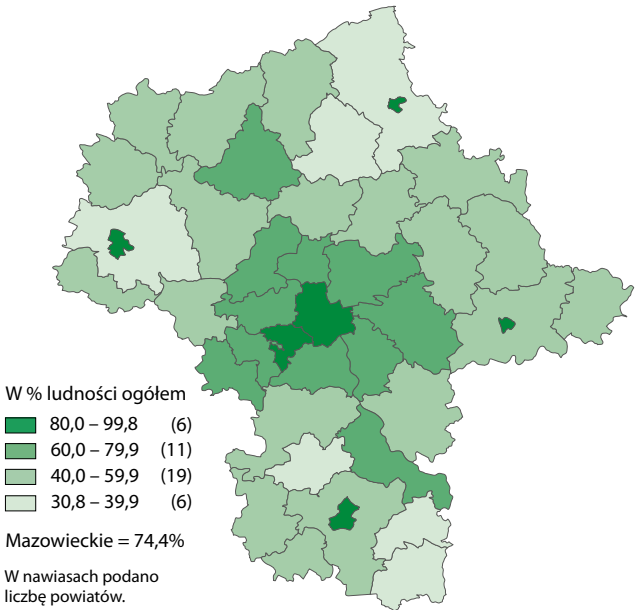 W % ludności ogółem
80,0 – 99,8 (6)
60,0 – 79,9 (11)
40,0 – 59,9 (19)
30,8 – 39,9 (6)
Mazowieckie = 74,4%
W nawiasach podano
liczbę powiatów.